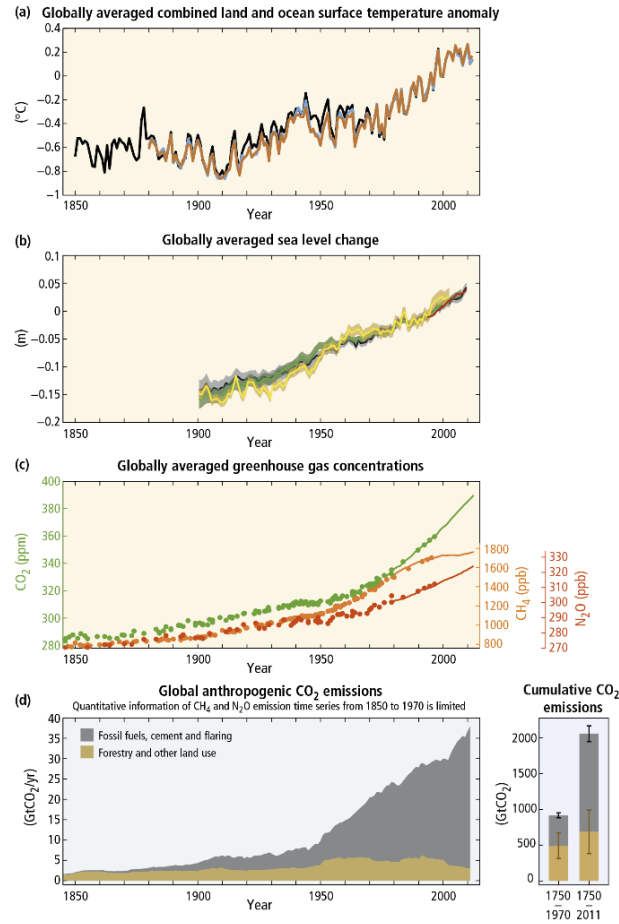 (a) Globally averaged combined land and ocean surface temperature anomaly
0.4
0.2
0
−0.2
−0.4
−0.6
−0.8
−1
(°C)
1850 1900 1950 2000
Year
(b) Globally averaged sea level change
0.1
0.05
0
−0.05
−0.1
−0.15
−0.2
(m)
1850 1900 1950 2000
Year
(c) Globally averaged greenhouse gas concentrations
400
380
360
340
320
300
280
CO2 (ppm)
1800
1600
1400
1200
1000
800
CH4 (ppb)
330
320
310
300
290
280
270
N2O (ppb)
1850 1900 1950 2000
Year
(d) Global anthropogenic CO2 emissions
Quantitative information of CH4 and N2O emission time series from 1850 to 1970 is limited
40
35
30
25
20
15
10
5
0
(GtCO2/yr)
Fossil fuels, cement and flaring
Forestry and other land use
1850 1900 1950 2000
Year
Cumulative CO2
emissions
2000
1500
1000
500
0
(GtCO2)
1750 1750
– –
1970 2011